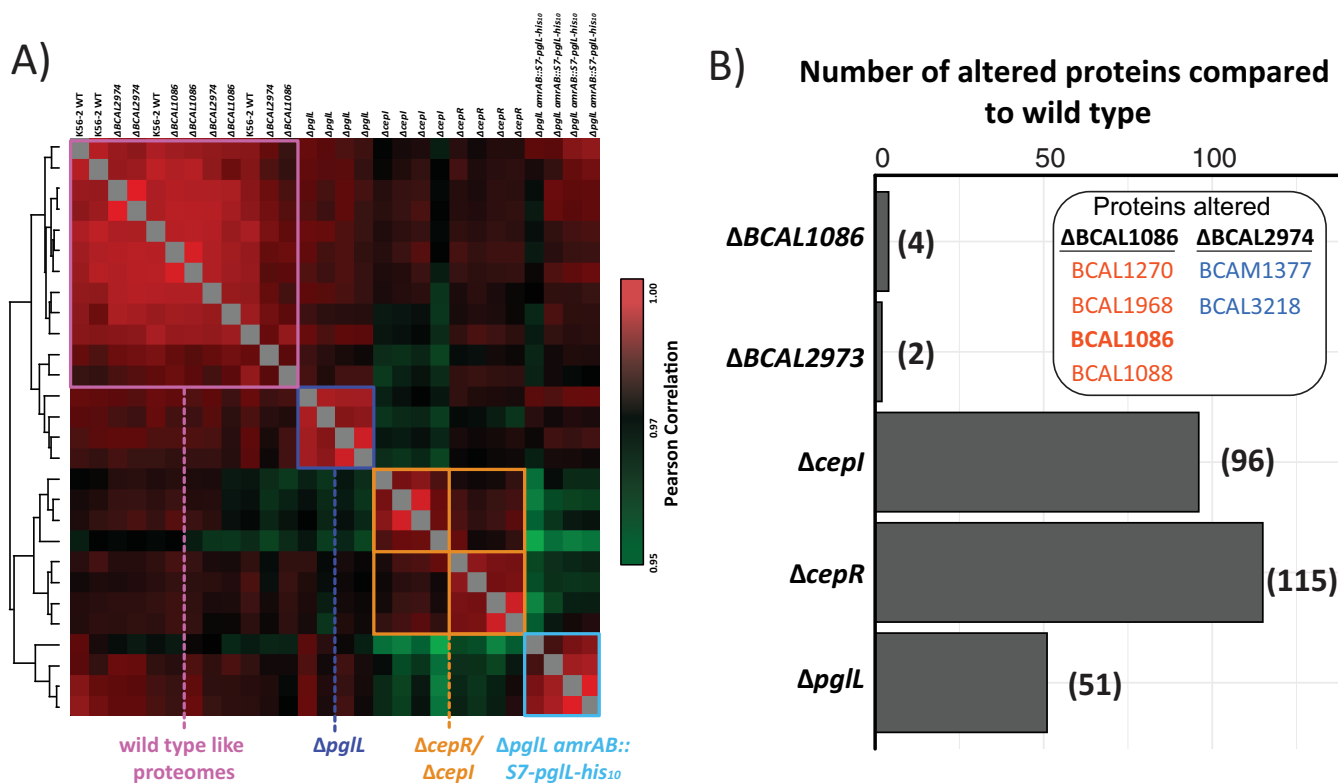 A)
K56-2 WT
K56-2 WT
ΔBCAL2974
ΔBCAL2974
K56-2 WT
ΔBCAL1086
ΔBCAL1086
ΔBCAL2974
ΔBCAL1086
K56-2 WT
ΔBCAL2974
ΔBCAL1086
ΔpglL
ΔpglL
ΔpglL
ΔpglL
ΔcepI
ΔcepI
ΔcepI
ΔcepI
ΔcepR
ΔcepR
ΔcepR
ΔcepR
ΔpglL amrAB::S7-pglL-his10
ΔpglL amrAB::S7-pglL-his10
ΔpglL amrAB::S7-pglL-his10
ΔpglL amrAB::S7-pglL-his10
1.00
0.97
0.95
Pearson Correlation
wild type like
proteomes
ΔpglL
ΔcepR/
ΔcepI
ΔpglL amrAB::
S7-pglL-his10
B)
Number of altered proteins compared
to wild type
0 50 100
ΔBCAL1086 (4)
ΔBCAL2973 (2)
ΔcepI (96)
ΔcepR (115)
ΔpglL (51)
Proteins altered
ΔBCAL1086 ΔBCAL2974
BCAL1270 BCAM1377
BCAL1968 BCAL3218
BCAL1086
BCAL1088